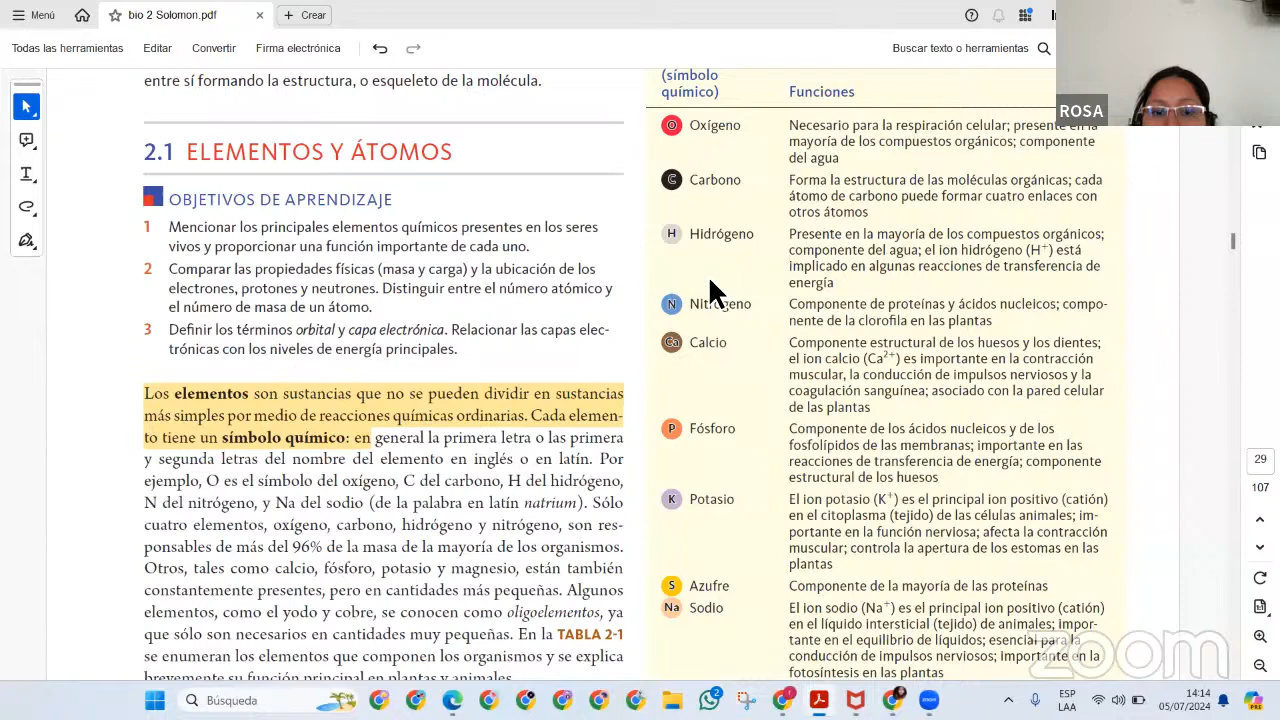 Menú
bio 2 Solomon.pdf
Crear
Todas las herramientas
Editar
Convertir
Firma electrónica
Buscar texto o herramientas
ROSA
entre sí formando la estructura, o esqueleto de la molécula.
2.1 ELEMENTOS Y ÁTOMOS
OBJETIVOS DE APRENDIZAJE
1 Mencionar los principales elementos químicos presentes en los seres
vivos y proporcionar una función importante de cada uno.
2 Comparar las propiedades físicas (masa y carga) y la ubicación de los
electrones, protones y neutrones. Distinguir entre el número atómico y
el número de masa de un átomo.
3 Definir los términos orbital y capa electrónica. Relacionar las capas elec-
trónicas con los niveles de energía principales.
Los elementos son sustancias que no se pueden dividir en sustancias
más simples por medio de reacciones químicas ordinarias. Cada elemen-
to tiene un símbolo químico: en general la primera letra o las primera
y segunda letras del nombre del elemento en inglés o en latín. Por
ejemplo, O es el símbolo del oxígeno, C del carbono, H del hidrógeno,
N del nitrógeno, y Na del sodio (de la palabra en latín natrium). Sólo
cuatro elementos, oxígeno, carbono, hidrógeno y nitrógeno, son res-
ponsables de más del 96% de la masa de la mayoría de los organismos.
Otros, tales como calcio, fósforo, potasio y magnesio, están también
constantemente presentes, pero en cantidades más pequeñas. Algunos
elementos, como el yodo y cobre, se conocen como oligoelementos, ya
que sólo son necesarios en cantidades muy pequeñas. En la TABLA 2-1
se enumeran los elementos que componen los organismos y se explica
brevemente su función principal en plantas y animales.
(símbolo
químico)
Funciones
O Oxígeno
Necesario para la respiración celular; presente en la
mayoría de los compuestos orgánicos; componente
del agua
C Carbono
Forma la estructura de las moléculas orgánicas; cada
átomo de carbono puede formar cuatro enlaces con
otros átomos
H Hidrógeno
Presente en la mayoría de los compuestos orgánicos;
componente del agua; el ion hidrógeno (H+) está
implicado en algunas reacciones de transferencia de
energía
N Nitrógeno
Componente de proteínas y ácidos nucleicos; compo-
nente de la clorofila en las plantas
Ca Calcio
Componente estructural de los huesos y los dientes;
el ion calcio (Ca2+) es importante en la contracción
muscular, la conducción de impulsos nerviosos y la
coagulación sanguínea; asociado con la pared celular
de las plantas
P Fósforo
Componente de los ácidos nucleicos y de los
fosfolípidos de las membranas; importante en las
reacciones de transferencia de energía; componente
estructural de los huesos
K Potasio
El ion potasio (K+) es el principal ion positivo (catión)
en el citoplasma (tejido) de las células animales; im-
portante en la función nerviosa; afecta la contracción
muscular; controla la apertura de los estomas en las
plantas
S Azufre
Componente de la mayoría de las proteínas
Na Sodio
El ion sodio (Na+) es el principal ion positivo (catión)
en el líquido intersticial (tejido) de animales; impor-
tante en el equilibrio de líquidos; esencial para la
conducción de impulsos nerviosos; importante en la
fotosíntesis en las plantas
29
107
zoom
Búsqueda
2
ESP
LAA
14:14
05/07/2024